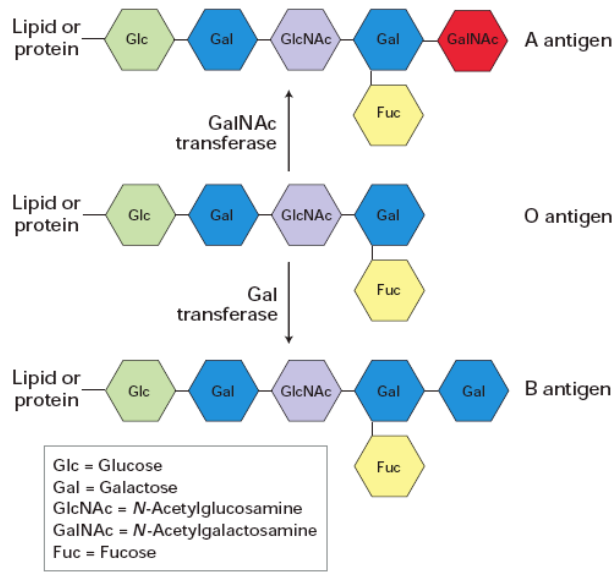 Lipid or
protein
Glc
Gal
GlcNAc
Gal
GalNAc
A antigen
Fuc
GalNAc
transferase
Lipid or
protein
Glc
Gal
GlcNAc
Gal
O antigen
Fuc
Gal
transferase
Lipid or
protein
Glc
Gal
GlcNAc
Gal
Gal
B antigen
Fuc
Glc = Glucose
Gal = Galactose
GlcNAc = N-Acetylglucosamine
GalNAc = N-Acetylgalactosamine
Fuc = Fucose